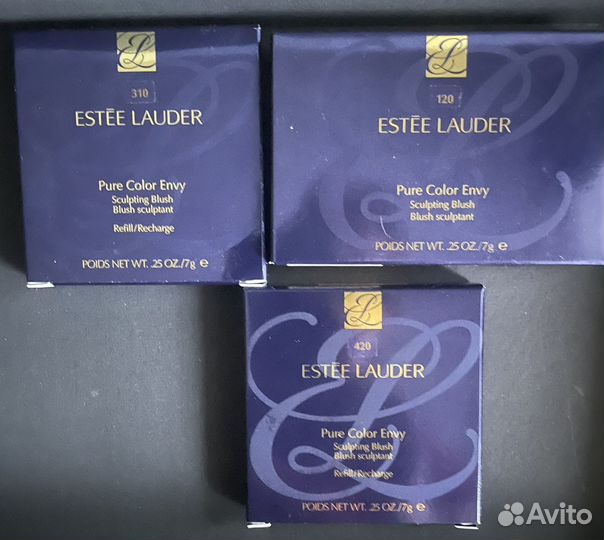 310
ESTĒE LAUDER
Pure Color Envy
Sculpting Blush
Blush sculptant
Refill/Recharge
POIDS NET WT. .25 OZ./7g e
120
ESTĒE LAUDER
Pure Color Envy
Sculpting Blush
Blush sculptant
POIDS NET WT. .25 OZ./7g e
420
ESTĒE LAUDER
Pure Color Envy
Sculpting Blush
Blush sculptant
Refill/Recharge
POIDS NET WT. .25 OZ./7g e
Avito